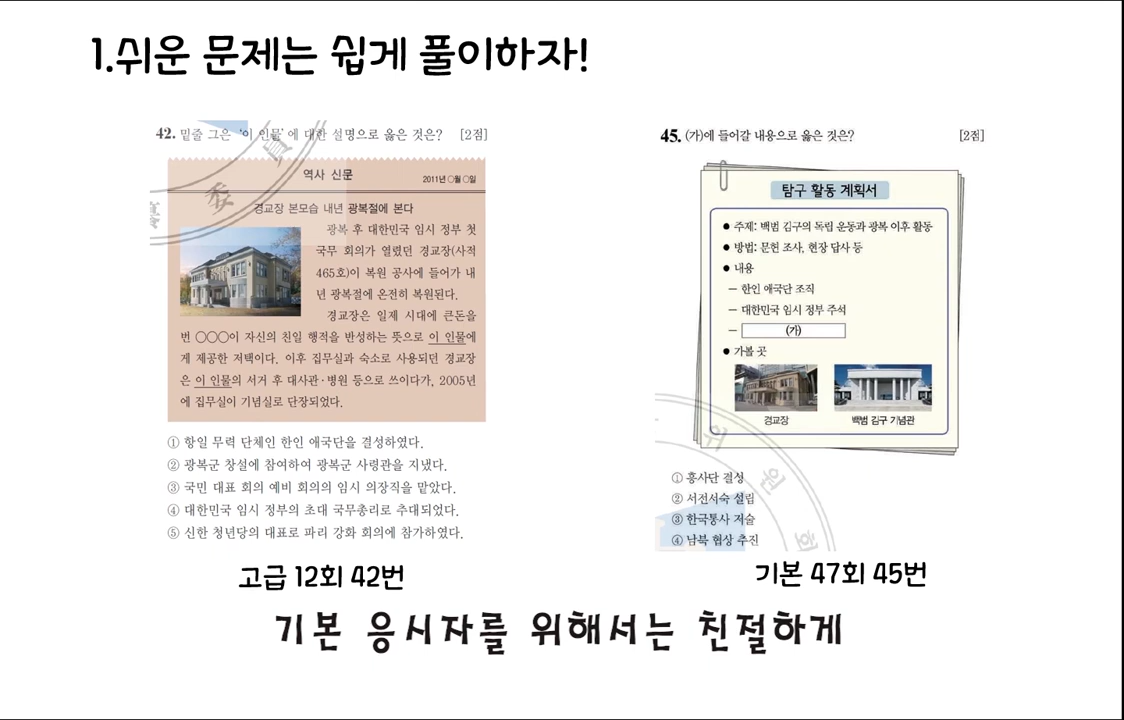 1.쉬운 문제는 쉽게 풀이하자!
42. 밑줄 그은 '이 인물'에 대한 설명으로 옳은 것은? [2점]
역사 신문
2011년 ○월 ○일
경교장 본모습 내년 광복절에 본다
광복 후 대한민국 임시 정부 첫
국무 회의가 열렸던 경교장(사적
465호)이 복원 공사에 들어가 내
년 광복절에 온전히 복원된다.
경교장은 일제 시대에 큰돈을
번 ○○○이 자신의 친일 행적을 반성하는 뜻으로 이 인물에
게 제공한 저택이다. 이후 집무실과 숙소로 사용되던 경교장
은 이 인물의 서거 후 대사관·병원 등으로 쓰이다가, 2005년
에 집무실이 기념실로 단장되었다.
① 항일 무력 단체인 한인 애국단을 결성하였다.
② 광복군 창설에 참여하여 광복군 사령관을 지냈다.
③ 국민 대표 회의 예비 회의의 임시 의장직을 맡았다.
④ 대한민국 임시 정부의 초대 국무총리로 추대되었다.
⑤ 신한 청년당의 대표로 파리 강화 회의에 참가하였다.
고급 12회 42번
45. (가)에 들어갈 내용으로 옳은 것은? [2점]
탐구 활동 계획서
● 주제: 백범 김구의 독립 운동과 광복 이후 활동
● 방법: 문헌 조사, 현장 답사 등
● 내용
– 한인 애국단 조직
– 대한민국 임시 정부 주석
– (가)
● 가볼 곳
경교장 백범 김구 기념관
① 흥사단 결성
② 서전서숙 설립
③ 한국통사 저술
④ 남북 협상 추진
기본 47회 45번
기본 응시자를 위해서는 친절하게
委 員
위 원 회